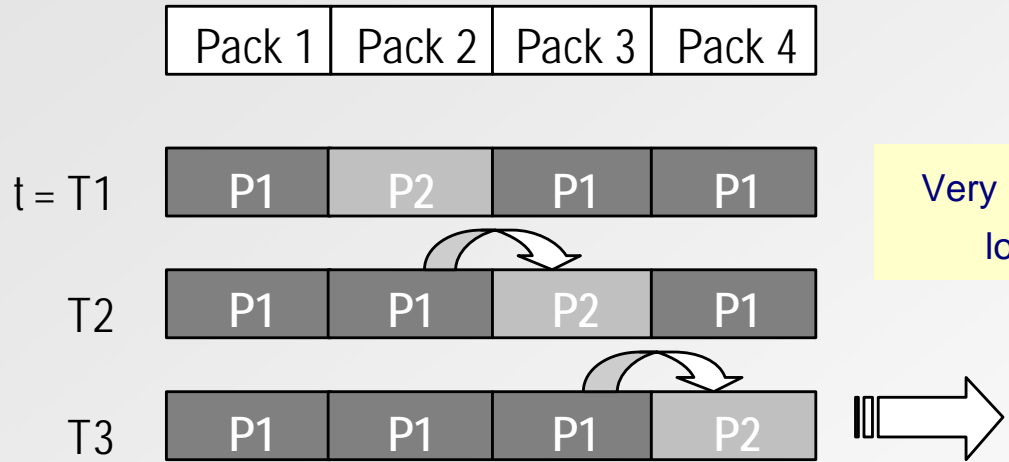 Pack 1 Pack 2 Pack 3 Pack 4
t = T1 P1 P2 P1 P1
Very
T2 P1 P1 P2 P1
T3 P1 P1 P1 P2